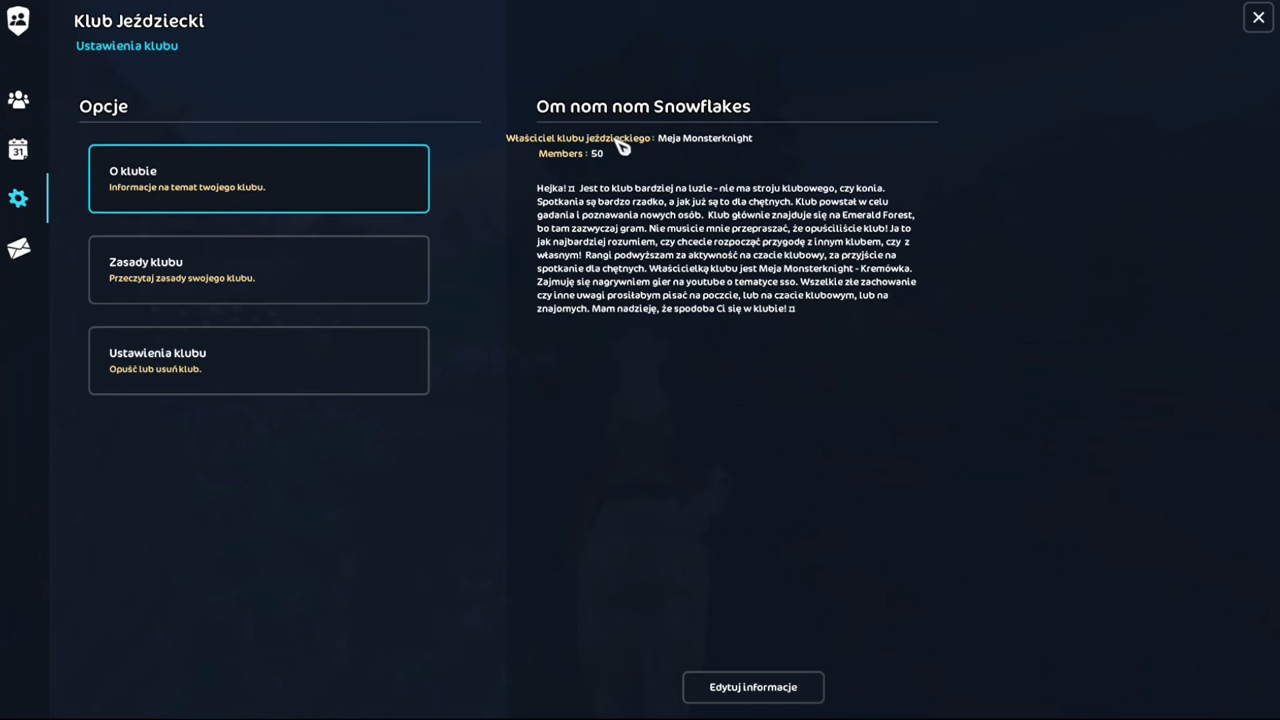 Klub Jeździecki
Ustawienia klubu
31
Opcje
O klubie
Informacje na temat twojego klubu.
Zasady klubu
Przeczytaj zasady swojego klubu.
Ustawienia klubu
Opuść lub usuń klub.
Om nom nom Snowflakes
Właściciel klubu jeździeckiego : Meja Monsterknight
Members : 50
Hejka! ¤ Jest to klub bardziej na luzie - nie ma stroju klubowego, czy konia.
Spotkania są bardzo rzadko, a jak już są to dla chętnych. Klub powstał w celu
gadania i poznawania nowych osób. Klub głównie znajduje się na Emerald Forest,
bo tam zazwyczaj gram. Nie musicie mnie przepraszać, że opuściliście klub! Ja to
jak najbardziej rozumiem, czy chcecie rozpocząć przygodę z innym klubem, czy z
własnym! Rangi podwyższam za aktywność na czacie klubowy, za przyjście na
spotkanie dla chętnych. Właścicielką klubu jest Meja Monsterknight - Kremówka.
Zajmuję się nagrywniem gier na youtube o tematyce sso. Wszelkie złe zachowanie
czy inne uwagi prosiłabym pisać na poczcie, lub na czacie klubowym, lub na
znajomych. Mam nadzieję, że spodoba Ci się w klubie! ¤
Edytuj informacje